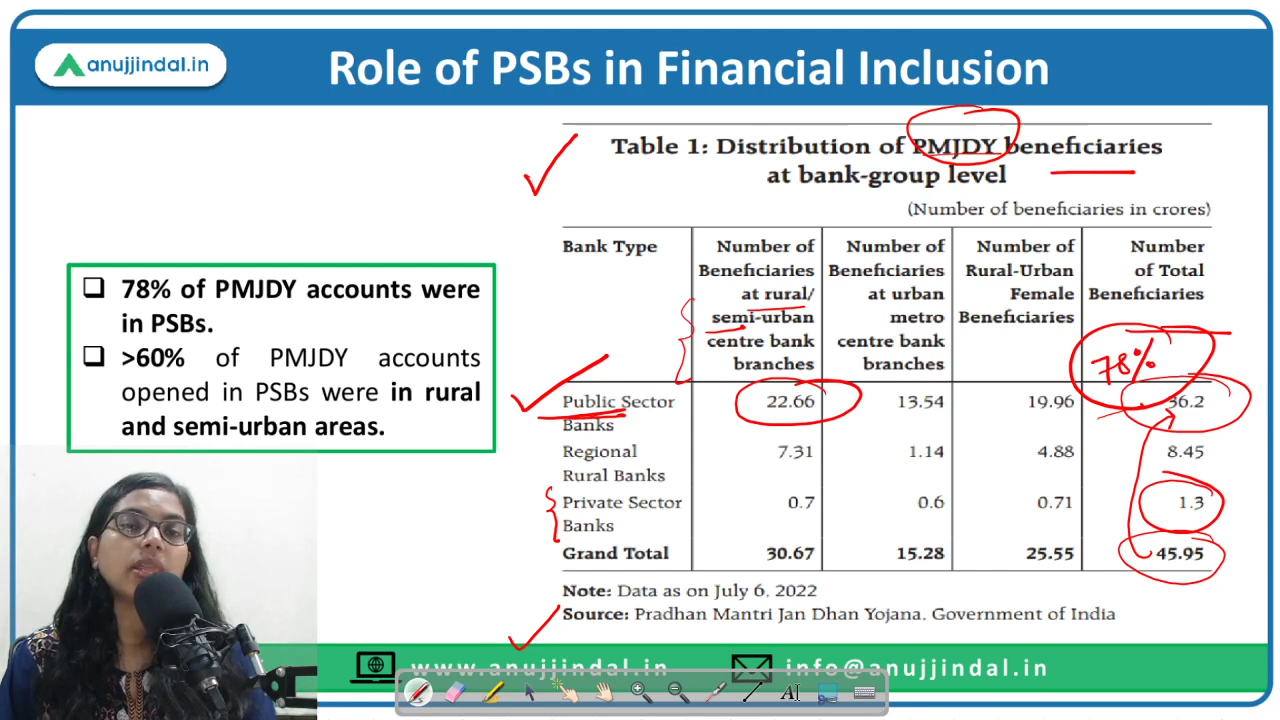 anujjindal.in
Role of PSBs in Financial Inclusion
❑ 78% of PMJDY accounts were
in PSBs.
❑ >60% of PMJDY accounts
opened in PSBs were in rural
and semi-urban areas.
Table 1: Distribution of PMJDY beneficiaries
at bank-group level
(Number of beneficiaries in crores)
Bank Type | Number of Beneficiaries at rural/ semi-urban centre bank branches | Number of Beneficiaries at urban metro centre bank branches | Number of Rural-Urban Female Beneficiaries | Number of Total Beneficiaries
78%
Public Sector Banks | 22.66 | 13.54 | 19.96 | 36.2
Regional Rural Banks | 7.31 | 1.14 | 4.88 | 8.45
Private Sector Banks | 0.7 | 0.6 | 0.71 | 1.3
Grand Total | 30.67 | 15.28 | 25.55 | 45.95
Note: Data as on July 6, 2022
Source: Pradhan Mantri Jan Dhan Yojana, Government of India
www.anujjindal.in info@anujjindal.in